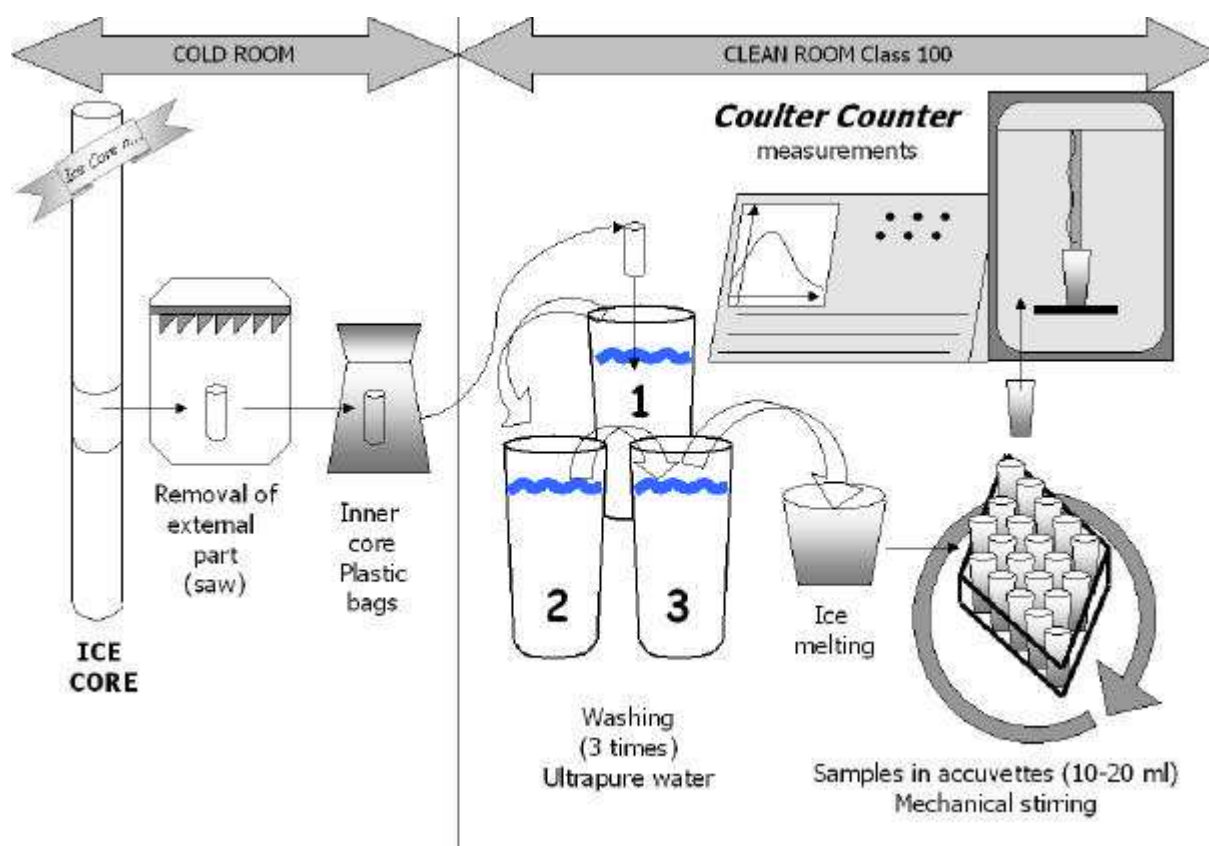 COLD ROOM
CLEAN ROOM Class 100
Ice Core n...
Coulter Counter
measurements
1
2
3
Removal of
external
part
(saw)
Inner
core
Plastic
bags
Ice
melting
ICE
CORE
Washing
(3 times)
Ultrapure water
Samples in accuvettes (10-20 ml)
Mechanical stirring